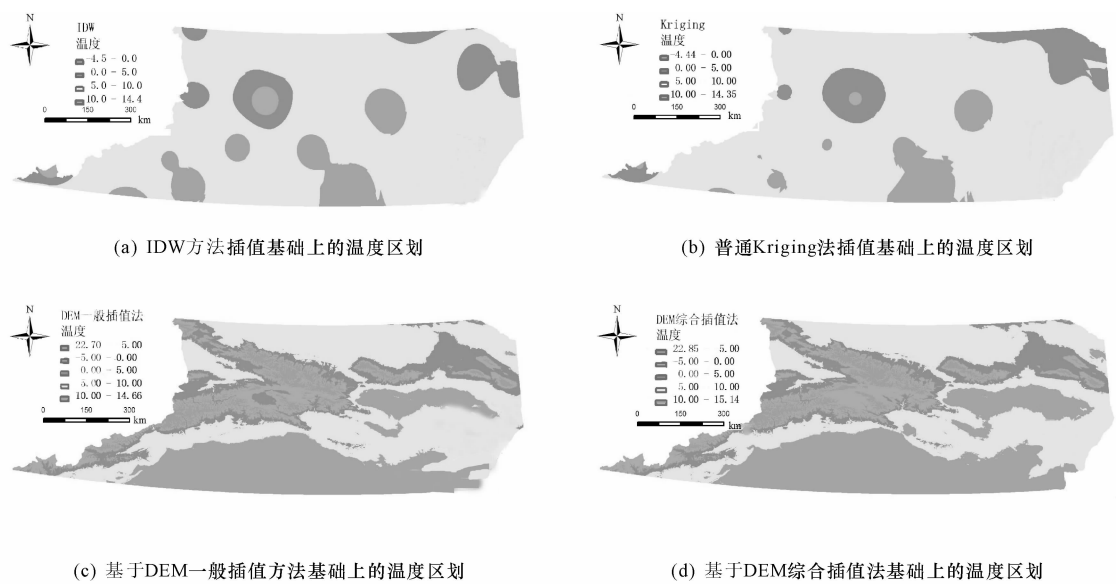 N
IDW
温度
-4.5 - 0.0
0.0 - 5.0
5.0 - 10.0
10.0 - 14.4
0 150 300
km
(a) IDW方法插值基础上的温度区划
N
Kriging
温度
-4.44 - 0.00
0.00 - 5.00
5.00 10.00
10.00 - 14.35
0 150 300
km
(b) 普通Kriging法插值基础上的温度区划
N
DEM一般插值法
温度
22.70 5.00
-5.00 - 0.00
0.00 - 5.00
5.00 - 10.00
10.00 - 14.66
0 150 300
km
(c) 基于DEM一般插值方法基础上的温度区划
N
DEM综合插值法
温度
22.85 5.00
-5.00 - 0.00
0.00 - 5.00
5.00 10.00
10.00 - 15.14
0 150 300
km
(d) 基于DEM综合插值法基础上的温度区划